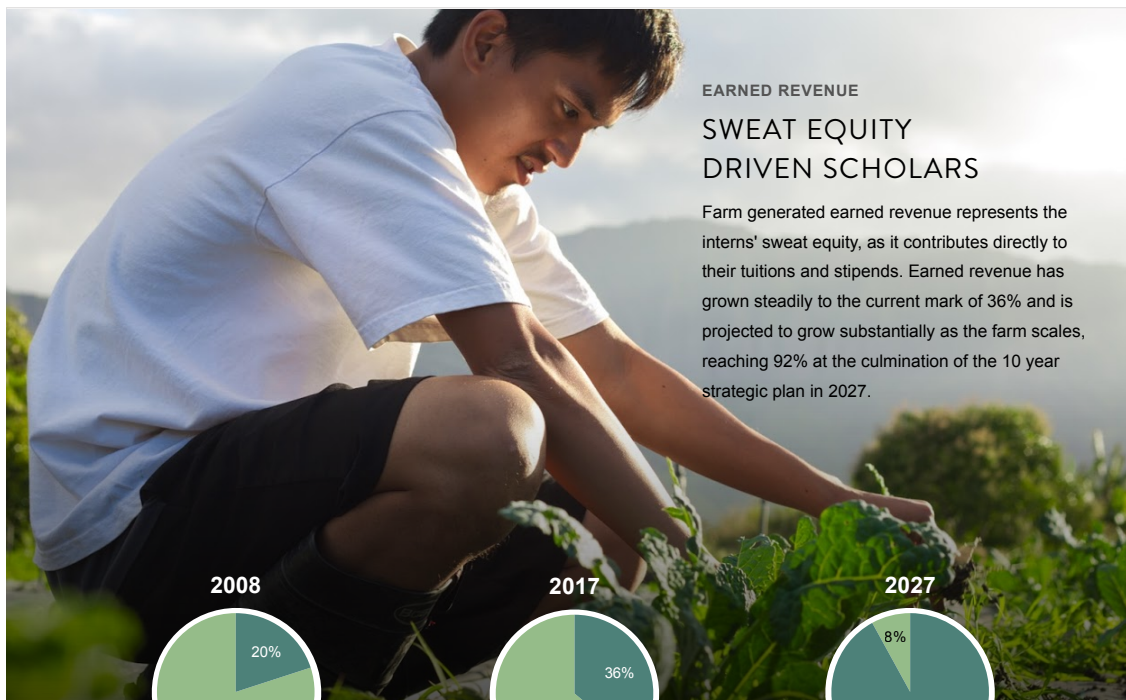 EARNED REVENUE
SWEAT EQUITY
DRIVEN SCHOLARS
Farm generated earned revenue represents the
interns' sweat equity, as it contributes directly to
their tuitions and stipends. Earned revenue has
grown steadily to the current mark of 36% and is
projected to grow substantially as the farm scales,
reaching 92% at the culmination of the 10 year
strategic plan in 2027.
2008
2017
2027
20%
36%
8%